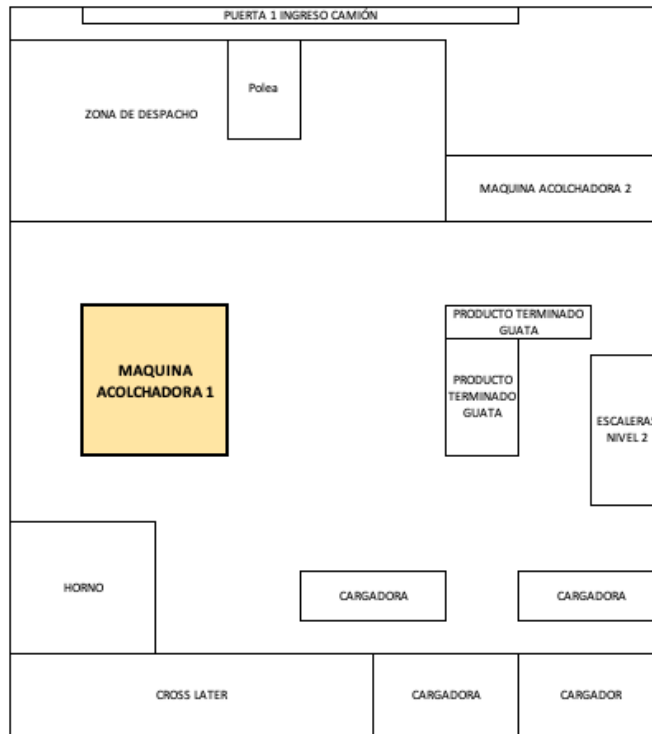 PUERTA 1 INGRESO CAMIÓN
Polea
ZONA DE DESPACHO
MAQUINA ACOLCHADORA 2
PRODUCTO TERMINADO
GUATA
MAQUINA
ACOLCHADORA 1
PRODUCTO
TERMINADO
GUATA
ESCALERAS
NIVEL 2
HORNO
CARGADORA
CARGADORA
CROSS LATER
CARGADORA
CARGADOR